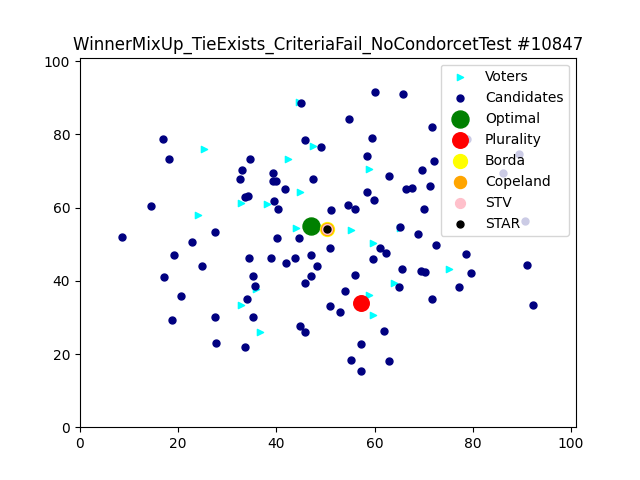 WinnerMixUp_TieExists_CriteriaFail_NoCondorcetTest #10847
100
80
60
40
20
0
0
20
40
60
80
100
Voters
Candidates
Optimal
Plurality
Borda
Copeland
STV
STAR